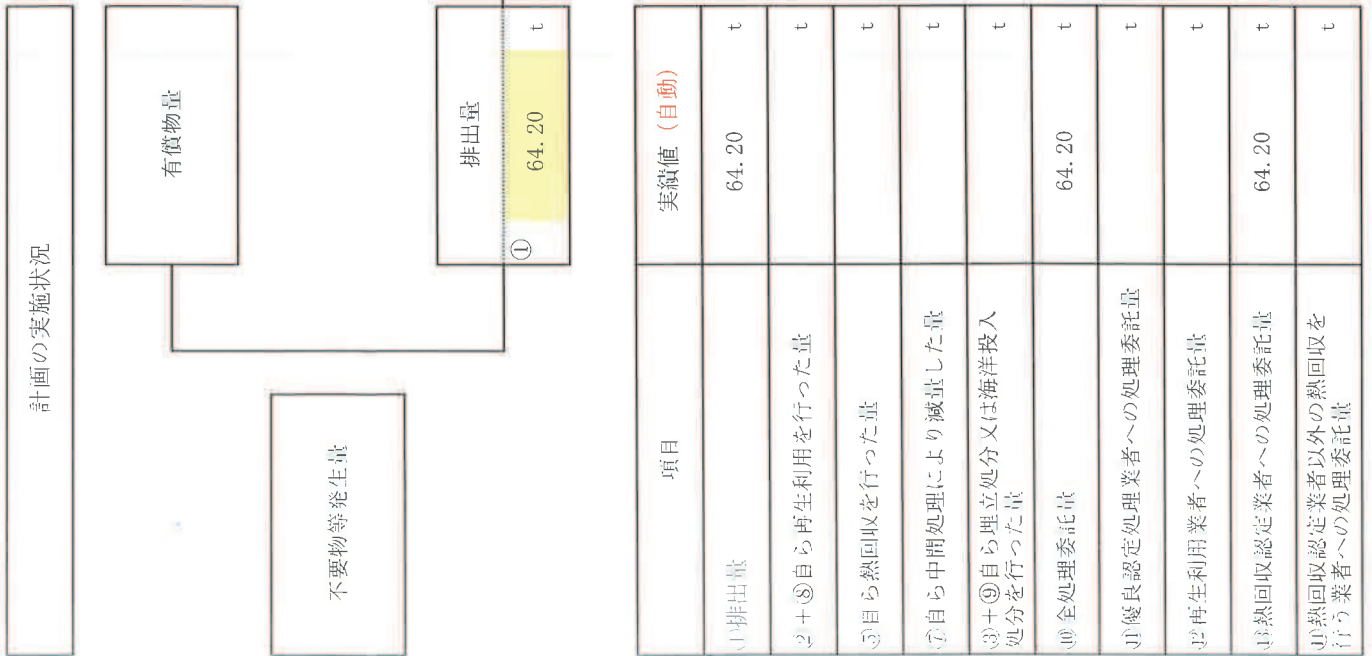 計画の実施状況
不要物等発生量
有償物量
排出量
① 64.20 t
項目 実績値（自動）
①排出量 64.20 t
②+⑧自ら再生利用を行った量 t
⑤自ら熱回収を行った量 t
⑦自ら中間処理により減量した量 t
③+⑨自ら埋立処分又は海洋投入
処分を行った量 t
⑩全処理委託量 64.20 t
⑪優良認定処理業者への処理委託量 t
⑫再生利用業者への処理委託量 t
⑬熱回収認定業者への処理委託量 64.20 t
⑭熱回収認定業者以外の熱回収を
行う業者への処理委託量 t